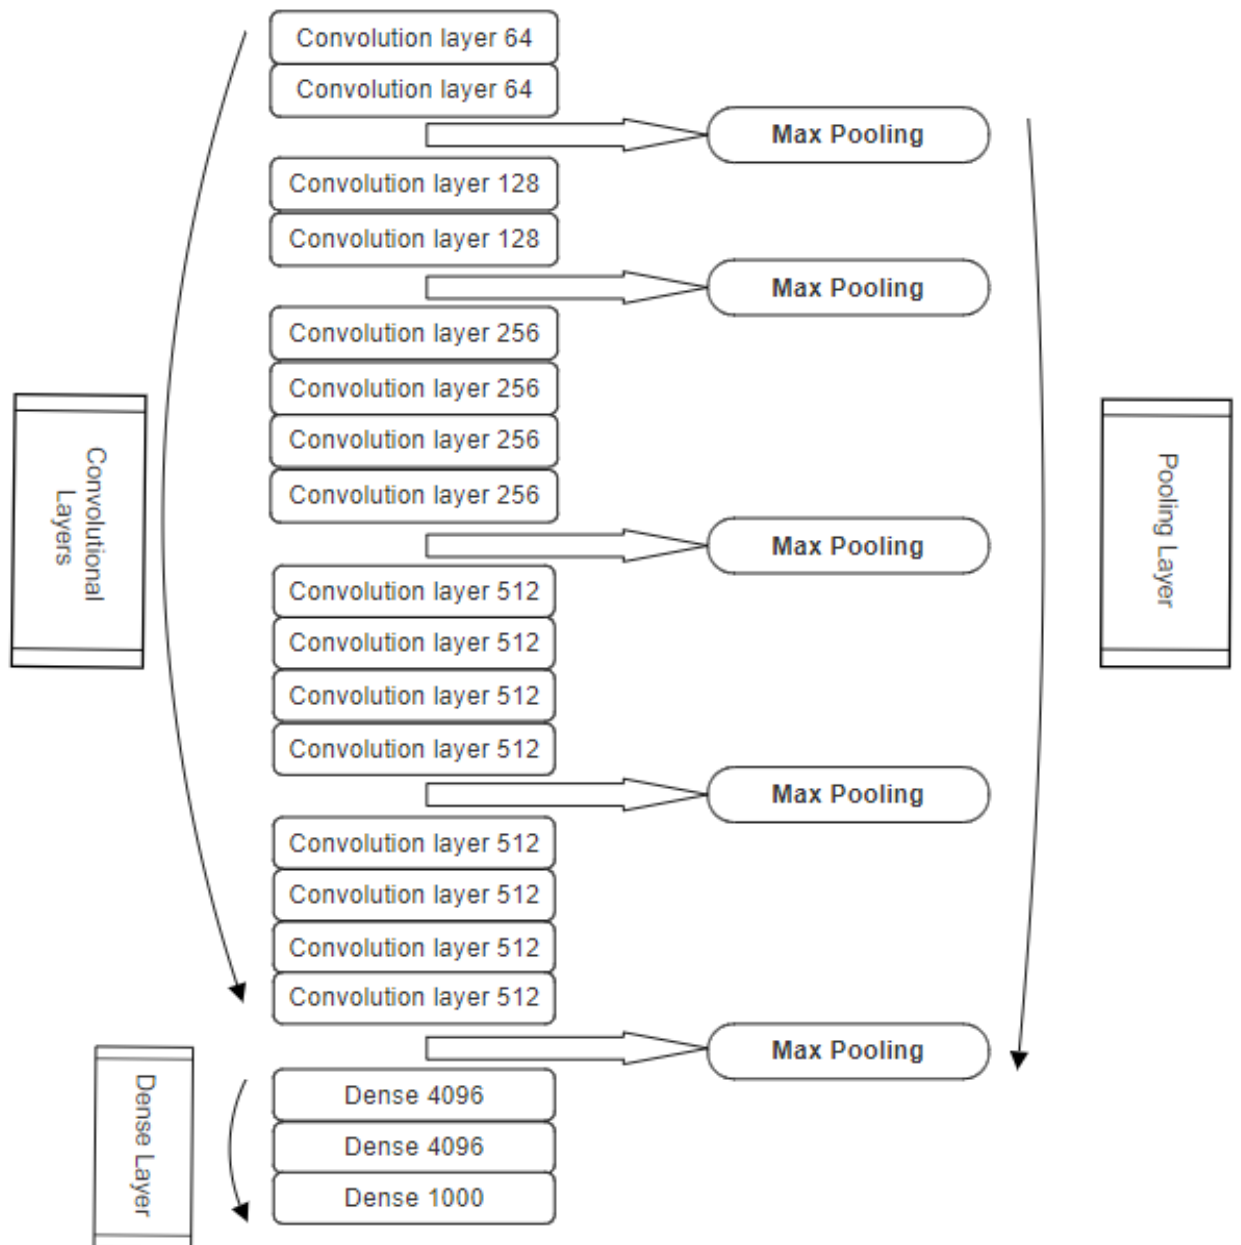 Convolution layer 64
Convolution layer 64
Max Pooling
Convolution layer 128
Convolution layer 128
Max Pooling
Convolution layer 256
Convolution layer 256
Convolution layer 256
Convolution layer 256
Max Pooling
Convolution layer 512
Convolution layer 512
Convolution layer 512
Convolution layer 512
Max Pooling
Convolution layer 512
Convolution layer 512
Convolution layer 512
Convolution layer 512
Max Pooling
Dense 4096
Dense 4096
Dense 1000
Convolutional
Layers
Dense Layer
Pooling Layer